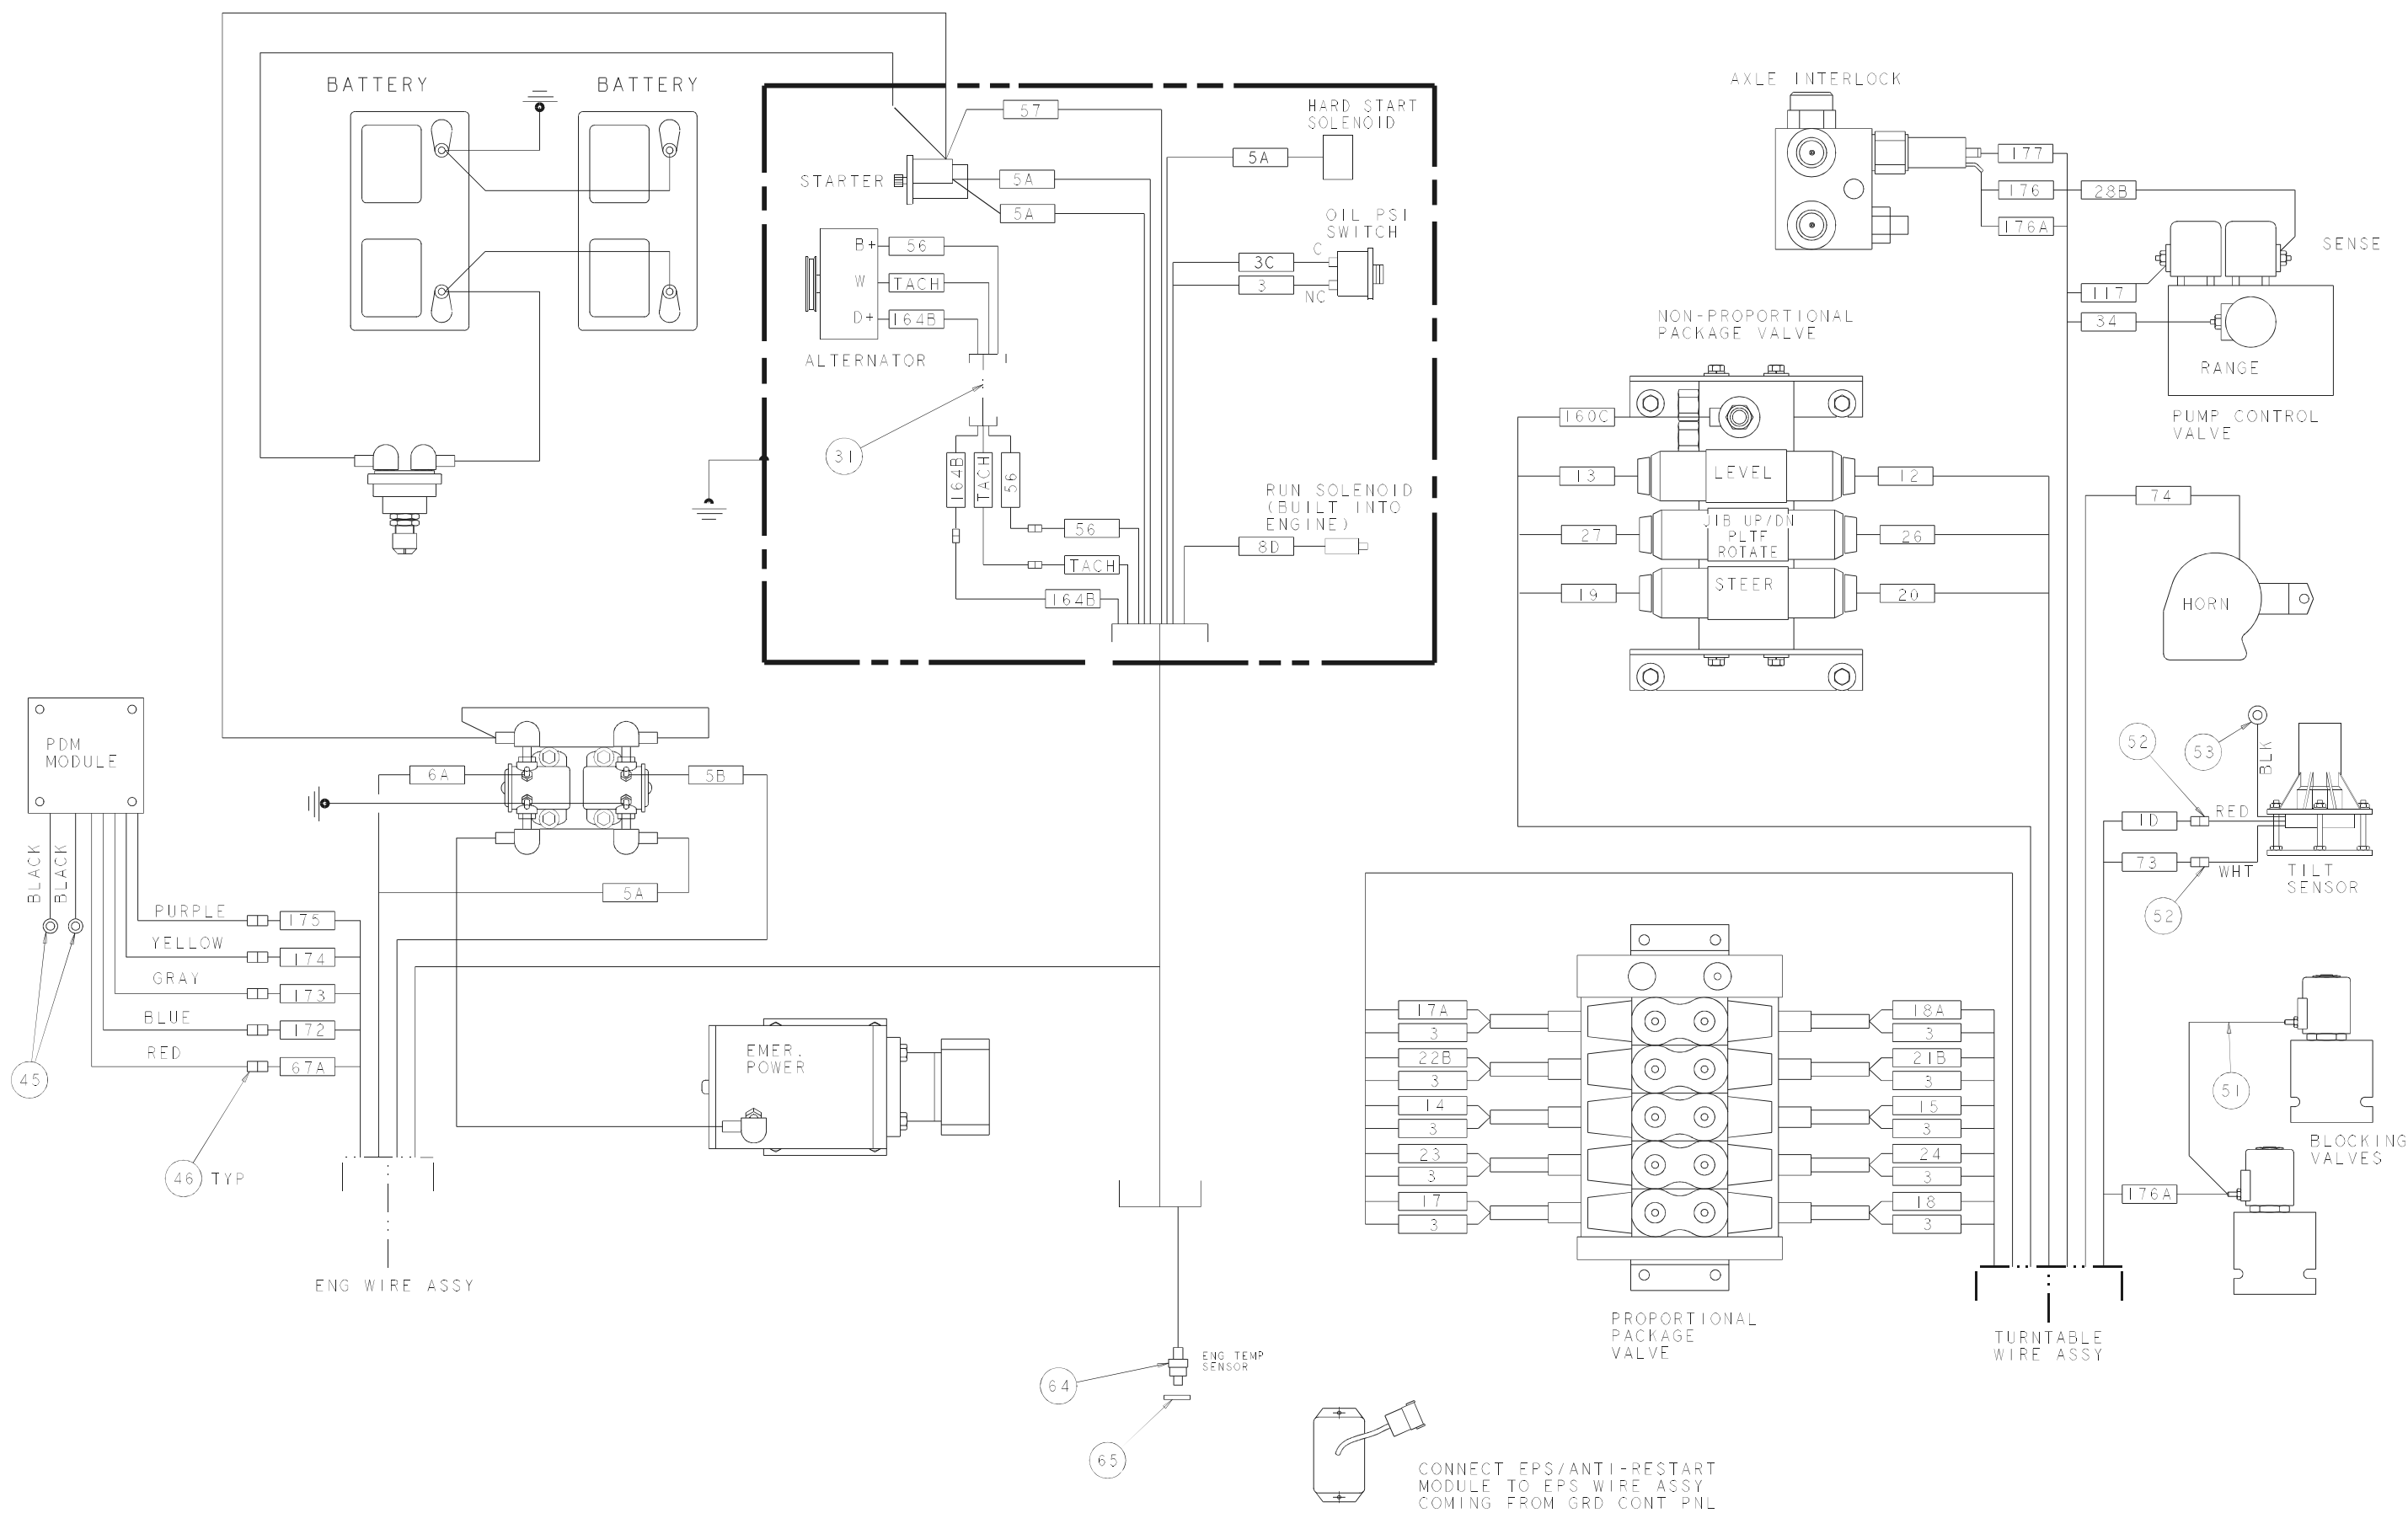 BATTERY
BATTERY
57
STARTER
5A
5A
B+
56
W
TACH
D+
164B
ALTERNATOR
31
164B
TACH
56
56
TACH
164B
HARD START
SOLENOID
5A
OIL PSI
SWITCH
C
3C
3
NC
RUN SOLENOID
(BUILT INTO
ENGINE)
8D
AXLE INTERLOCK
177
176
28B
176A
SENSE
117
34
RANGE
PUMP CONTROL
VALVE
NON-PROPORTIONAL
PACKAGE VALVE
160C
13
LEVEL
12
27
JIB UP/DN
PLTF
ROTATE
26
19
STEER
20
74
HORN
PDM
MODULE
BLACK
BLACK
45
PURPLE
175
YELLOW
174
GRAY
173
BLUE
172
RED
67A
46 TYP
6A
5B
5A
EMER.
POWER
ENG WIRE ASSY
52
53
BLK
1D
RED
73
WHT
52
TILT
SENSOR
51
BLOCKING
VALVES
176A
17A
3
22B
3
14
3
23
3
17
3
18A
3
21B
3
15
3
24
3
18
3
PROPORTIONAL
PACKAGE
VALVE
TURNTABLE
WIRE ASSY
64
ENG TEMP
SENSOR
65
CONNECT EPS/ANTI-RESTART
MODULE TO EPS WIRE ASSY
COMING FROM GRD CONT PNL